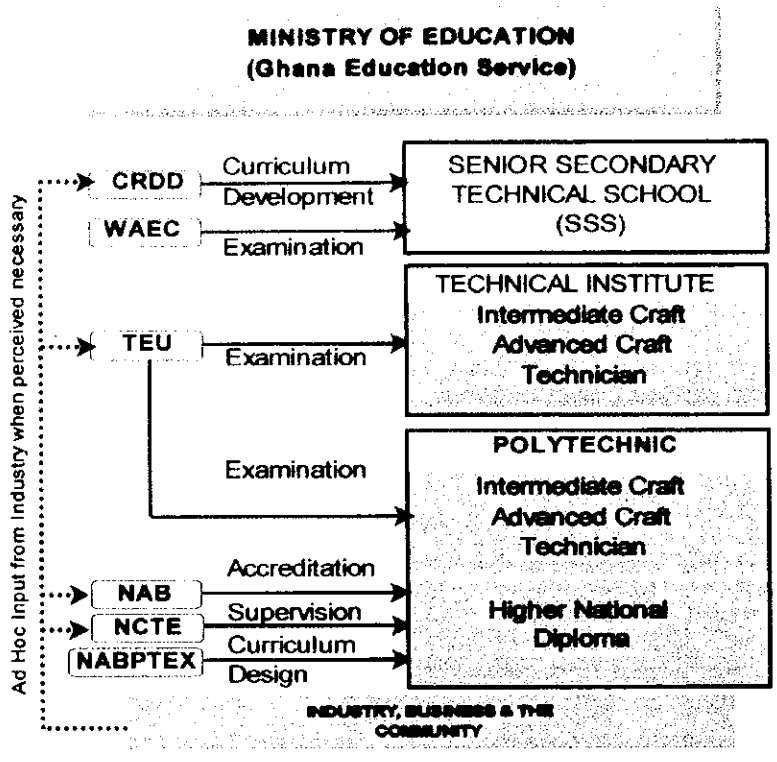 MINISTRY OF EDUCATION
(Ghana Education Service)
Ad Hoc Input from Industry when perceived necessary
CRDD
Curriculum
Development
SENIOR SECONDARY
TECHNICAL SCHOOL
(SSS)
WAEC
Examination
TECHNICAL INSTITUTE
Intermediate Craft
Advanced Craft
Technician
TEU
Examination
POLYTECHNIC
Examination
Intermediate Craft
Advanced Craft
Technician
Accreditation
NAB
Higher National
Diploma
Supervision
NCTE
Curriculum
Design
NABPTEX
INDUSTRY, BUSINESS & THE
COMMUNITY